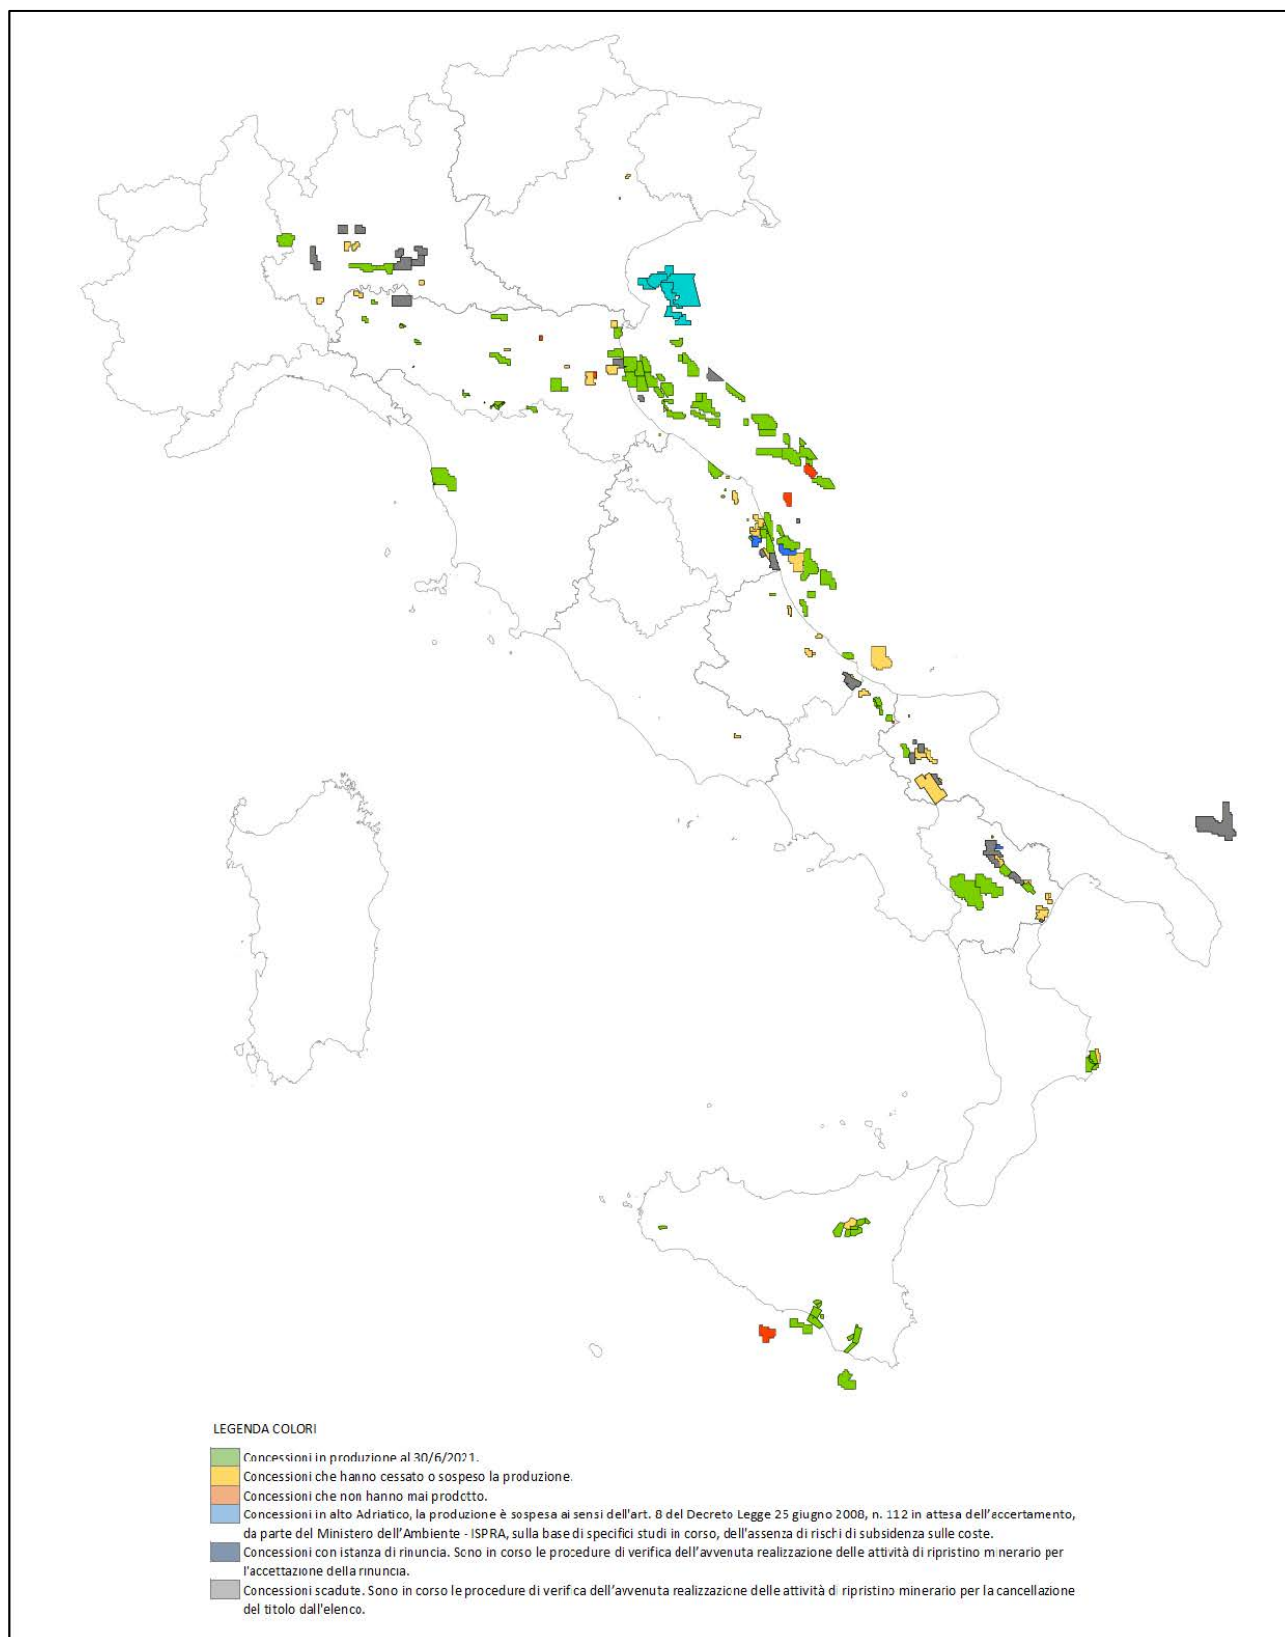 LEGENDA COLORI
Concessioni in produzione al 30/6/2021.
Concessioni che hanno cessato o sospeso la produzione.
Concessioni che non hanno mai prodotto.
Concessioni in alto Adriatico, la produzione è sospesa ai sensi dell'art. 8 del Decreto Legge 25 giugno 2008, n. 112 in attesa dell'accertamento,
da parte del Ministero dell'Ambiente - ISPRA, sulla base di specifici studi in corso, dell'assenza di rischi di subsidenza sulle coste.
Concessioni con istanza di rinuncia. Sono in corso le procedure di verifica dell'avvenuta realizzazione delle attività di ripristino minerario per
l'accettazione della rinuncia.
Concessioni scadute. Sono in corso le procedure di verifica dell'avvenuta realizzazione delle attività di ripristino minerario per la cancellazione
del titolo dall'elenco.